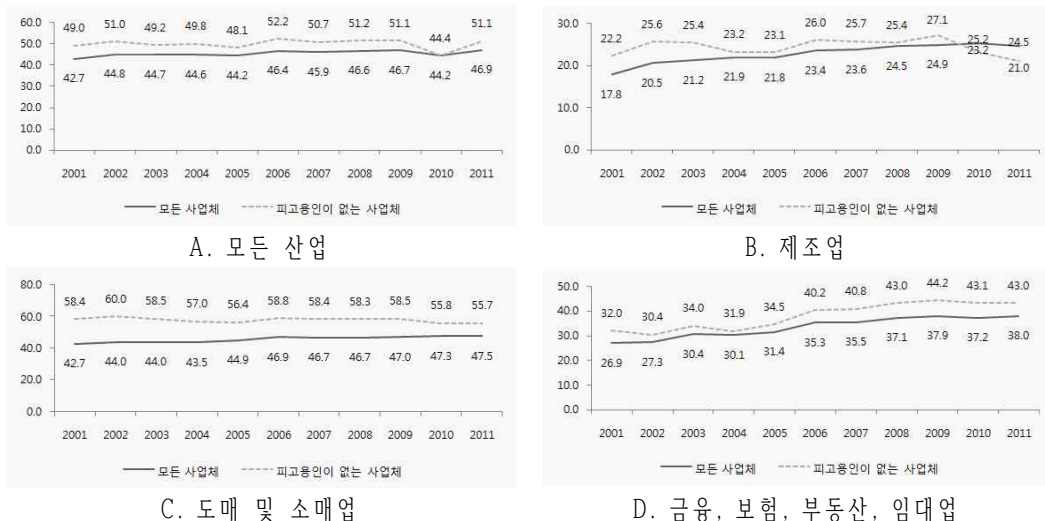 60.0
50.0
40.0
30.0
20.0
10.0
0.0
49.0 51.0 49.2 49.8 48.1 52.2 50.7 51.2 51.1 44.4 51.1
42.7 44.8 44.7 44.6 44.2 46.4 45.9 46.6 46.7 44.2 46.9
2001 2002 2003 2004 2005 2006 2007 2008 2009 2010 2011
모든 사업체 피고용인이 없는 사업체
A. 모든 산업
30.0
20.0
10.0
0.0
22.2 25.6 25.4 23.2 23.1 26.0 25.7 25.4 27.1 25.2 24.5
17.8 20.5 21.2 21.9 21.8 23.4 23.6 24.5 24.9 23.2 21.0
2001 2002 2003 2004 2005 2006 2007 2008 2009 2010 2011
모든 사업체 피고용인이 없는 사업체
B. 제조업
80.0
60.0
40.0
20.0
0.0
58.4 60.0 58.5 57.0 56.4 58.8 58.4 58.3 58.5 55.8 55.7
42.7 44.0 44.0 43.5 44.9 46.9 46.7 46.7 47.0 47.3 47.5
2001 2002 2003 2004 2005 2006 2007 2008 2009 2010 2011
모든 사업체 피고용인이 없는 사업체
C. 도매 및 소매업
50.0
40.0
30.0
20.0
10.0
0.0
32.0 30.4 34.0 31.9 34.5 40.2 40.8 43.0 44.2 43.1 43.0
26.9 27.3 30.4 30.1 31.4 35.3 35.5 37.1 37.9 37.2 38.0
2001 2002 2003 2004 2005 2006 2007 2008 2009 2010 2011
모든 사업체 피고용인이 없는 사업체
D. 금융, 보험, 부동산, 임대업